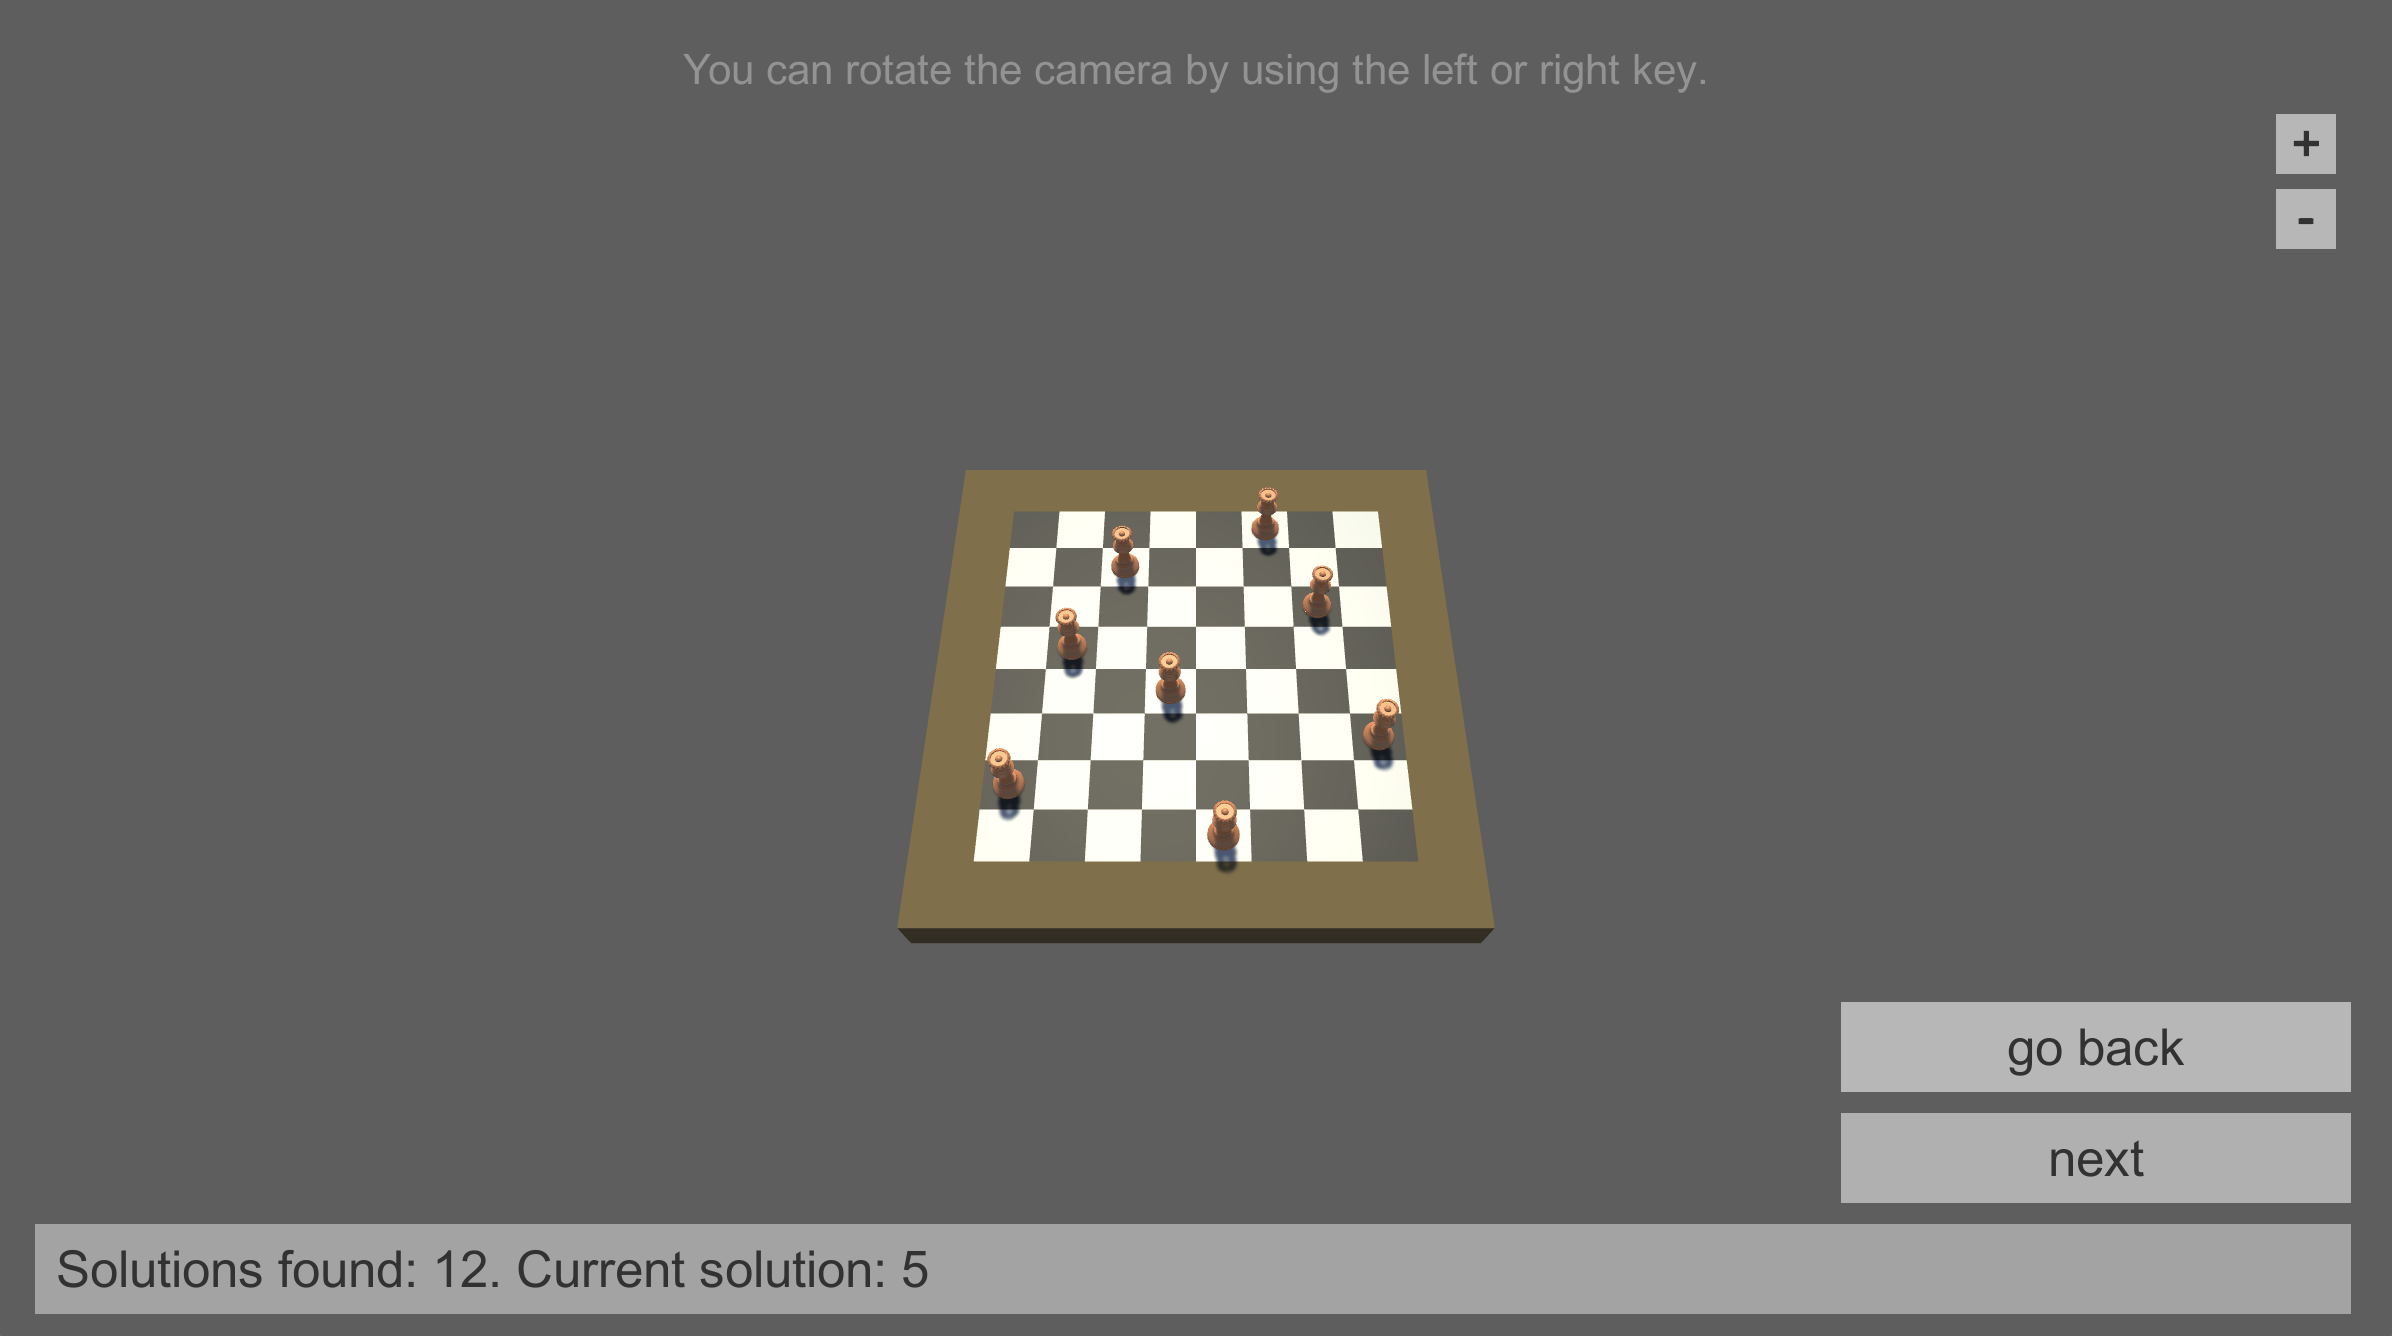 You can rotate the camera by using the left or right key.
+
-
go back
next
Solutions found: 12. Current solution: 5